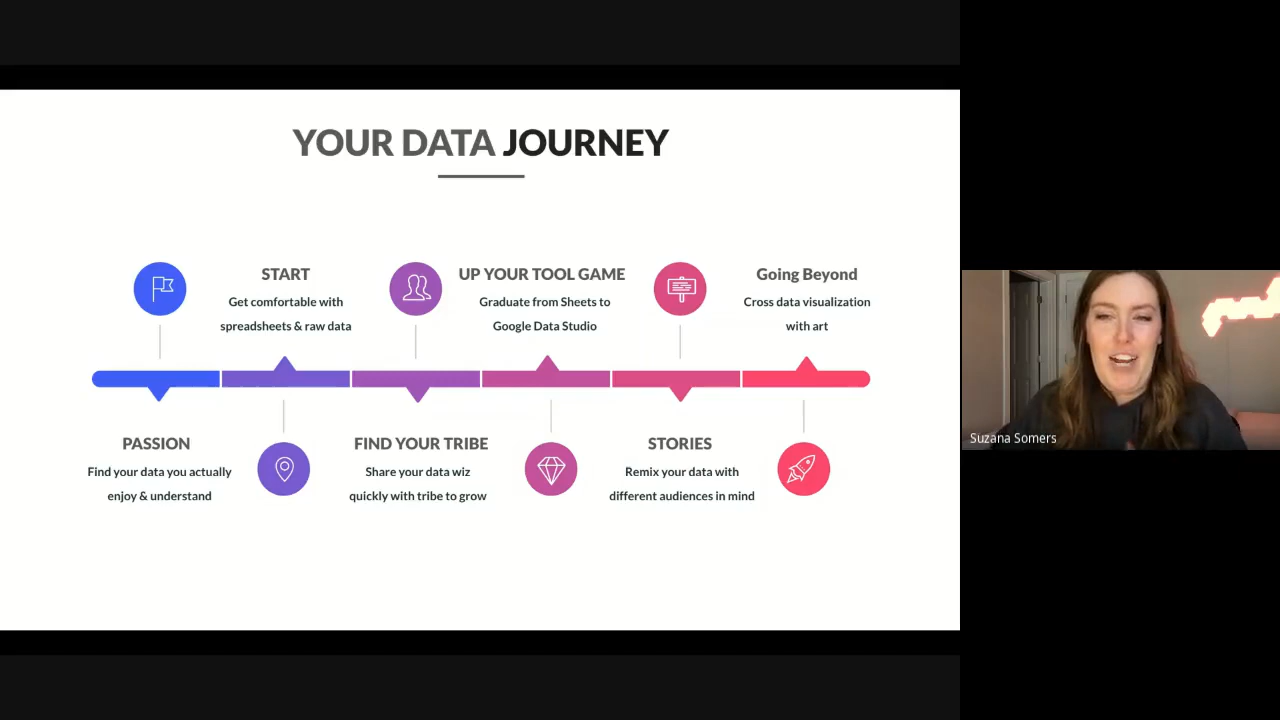 YOUR DATA JOURNEY
START
Get comfortable with
spreadsheets & raw data
UP YOUR TOOL GAME
Graduate from Sheets to
Google Data Studio
Going Beyond
Cross data visualization
with art
PASSION
Find your data you actually
enjoy & understand
FIND YOUR TRIBE
Share your data wiz
quickly with tribe to grow
STORIES
Remix your data with
different audiences in mind
Suzana Somers